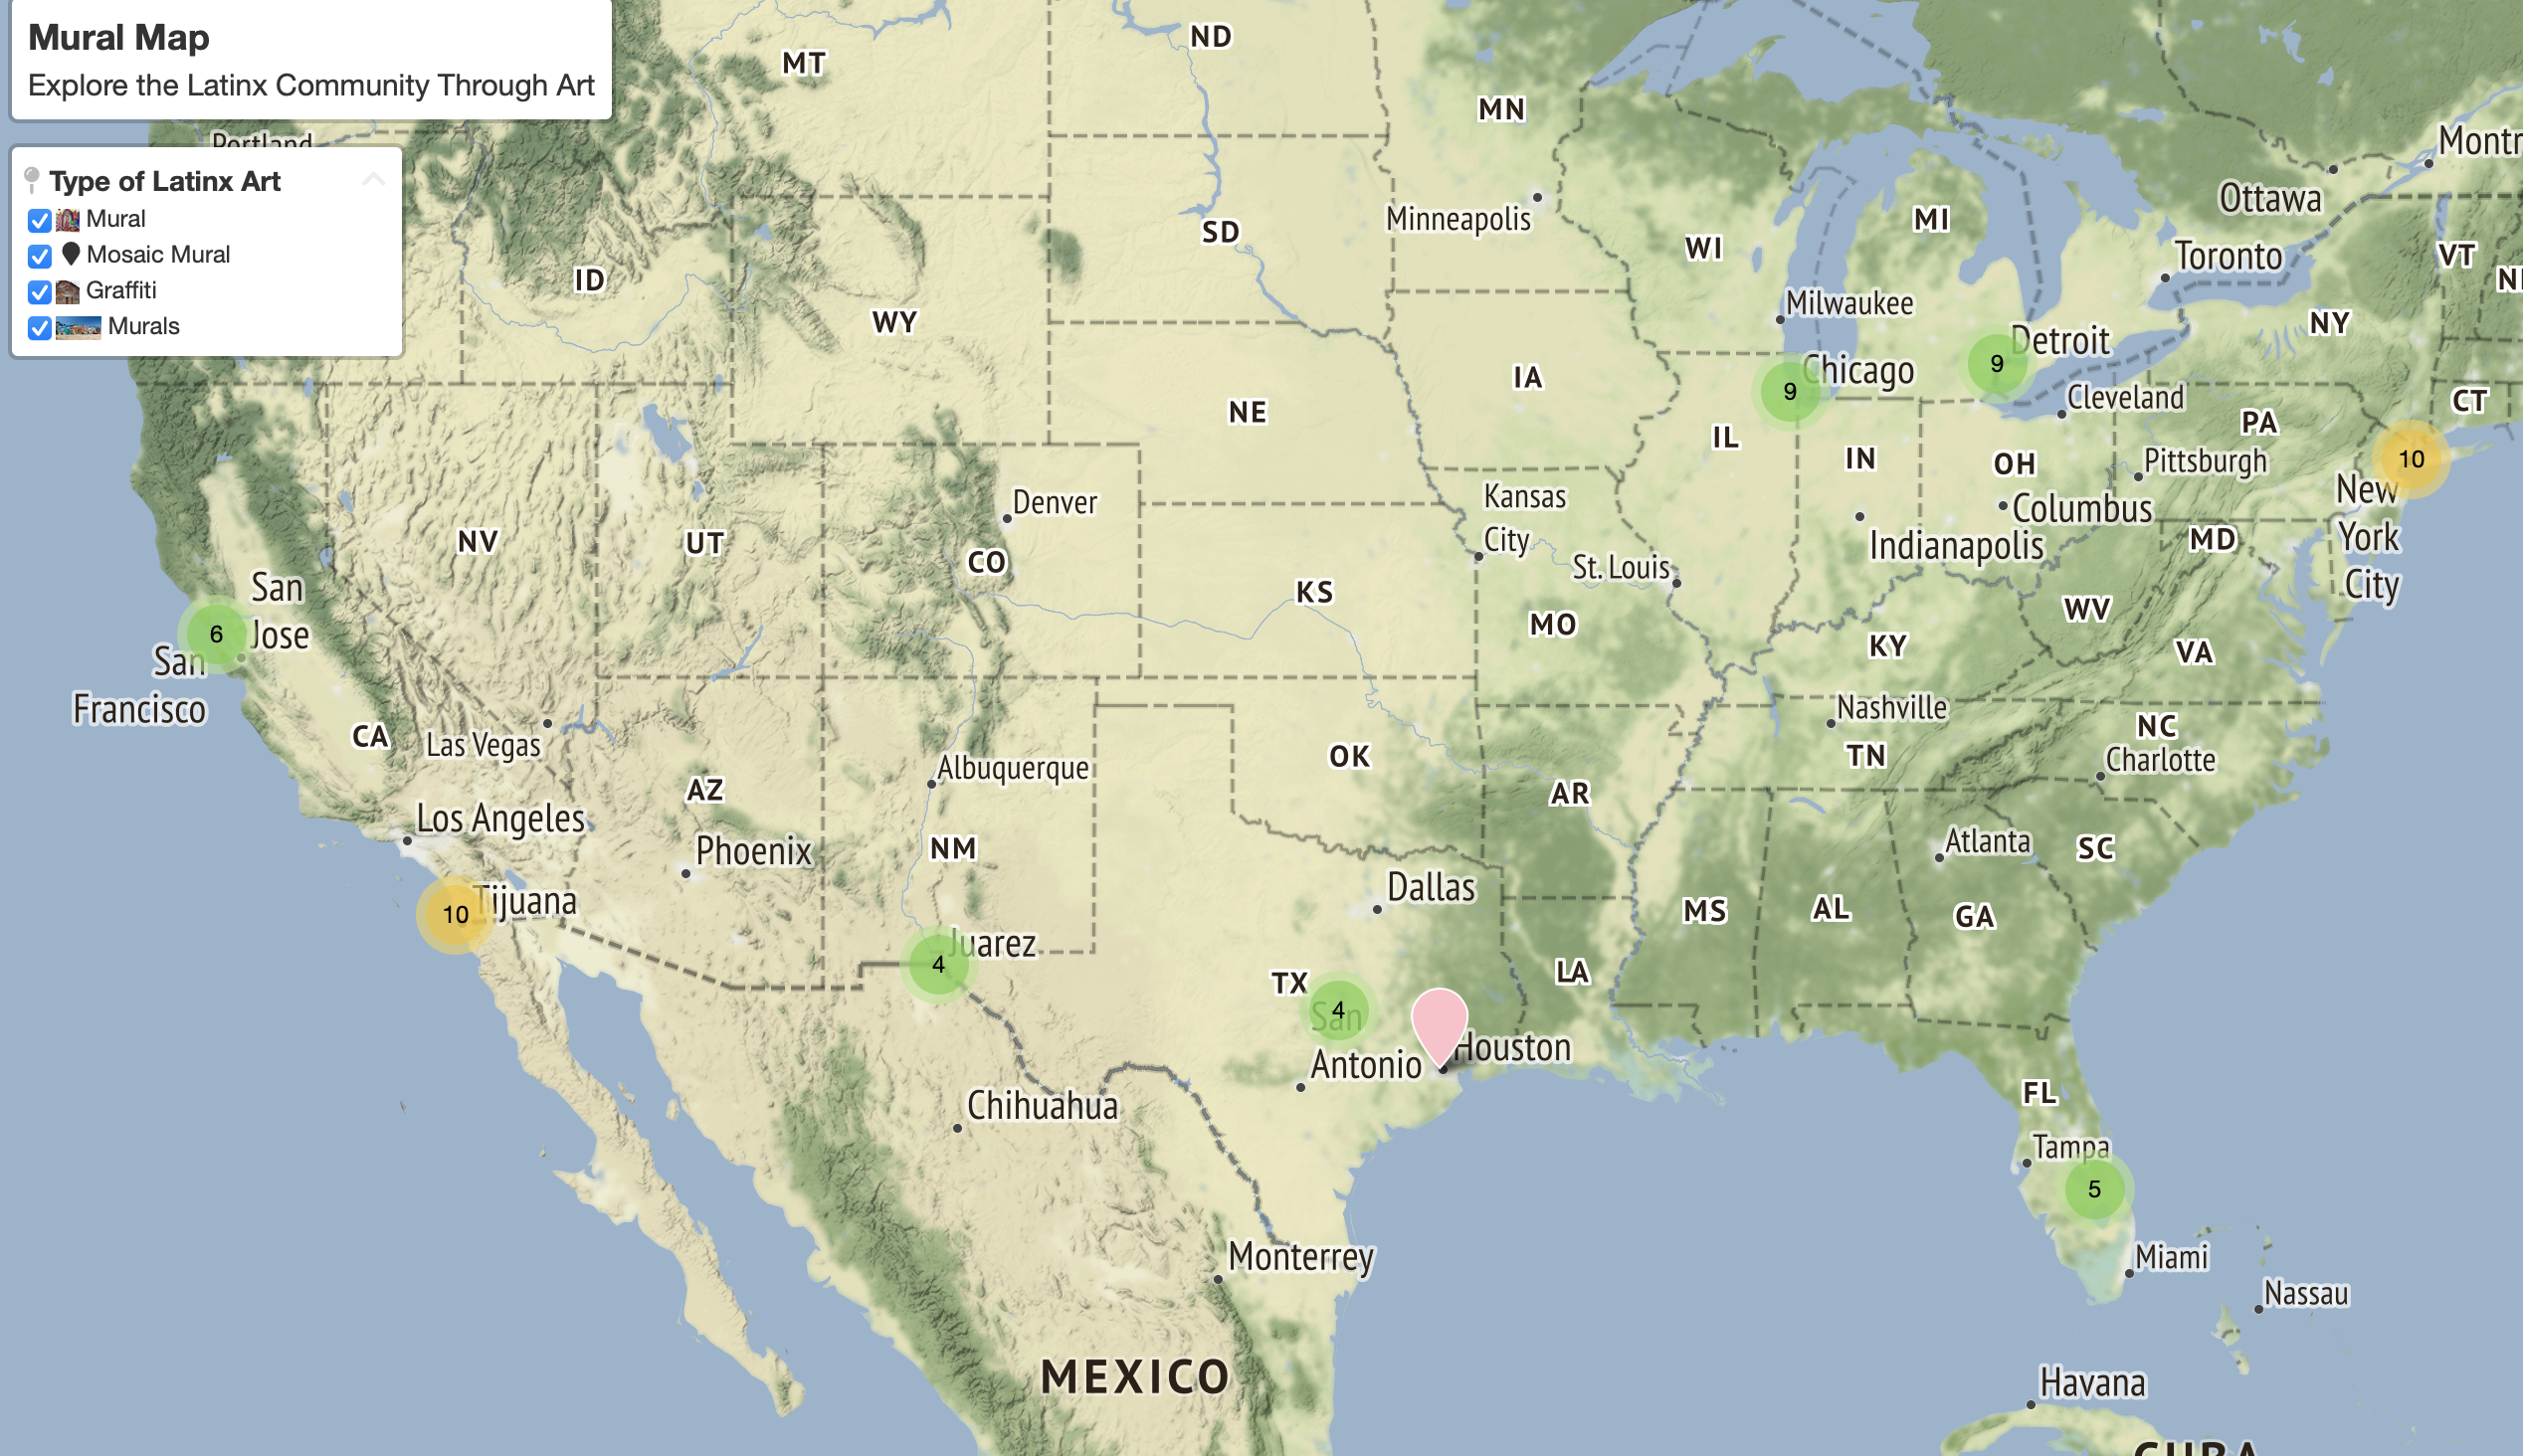 Mural Map
Explore the Latinx Community Through Art
Portland
Type of Latinx Art
Mural
Mosaic Mural
Graffiti
Murals
MT
ND
MN
ID
WY
SD
Minneapolis
WI
MI
Ottawa
Montr
Toronto
VT
NY
Milwaukee
Detroit
9
Chicago
9
Cleveland
CT
IA
NE
IL
IN
OH
PA
Pittsburgh
10
New
York
City
Columbus
Indianapolis
MD
Kansas
City
St. Louis
Denver
CO
NV
UT
KS
MO
KY
WV
VA
San
Jose
6
San
Francisco
CA
Las Vegas
Nashville
TN
NC
Charlotte
OK
AR
Albuquerque
AZ
NM
Los Angeles
Phoenix
Atlanta
SC
Dallas
MS
AL
GA
10
Tijuana
4
Juarez
TX
4
San
Antonio
Houston
LA
Chihuahua
FL
Tampa
5
Miami
Nassau
Monterrey
MEXICO
Havana
CUBA